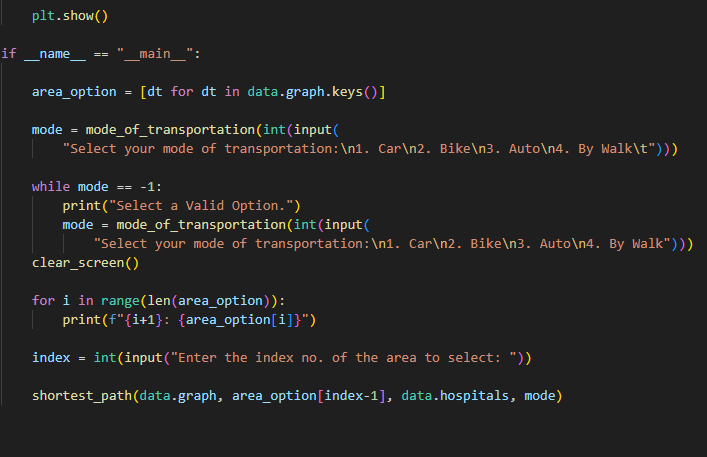 plt.show()
if __name__ == "__main__":
area_option = [dt for dt in data.graph.keys()]
mode = mode_of_transportation(int(input(
"Select your mode of transportation:\n1. Car\n2. Bike\n3. Auto\n4. By Walk\t")))
while mode == -1:
print("Select a Valid Option.")
mode = mode_of_transportation(int(input(
"Select your mode of transportation:\n1. Car\n2. Bike\n3. Auto\n4. By Walk")))
clear_screen()
for i in range(len(area_option)):
print(f"{i+1}: {area_option[i]}")
index = int(input("Enter the index no. of the area to select: "))
shortest_path(data.graph, area_option[index-1], data.hospitals, mode)